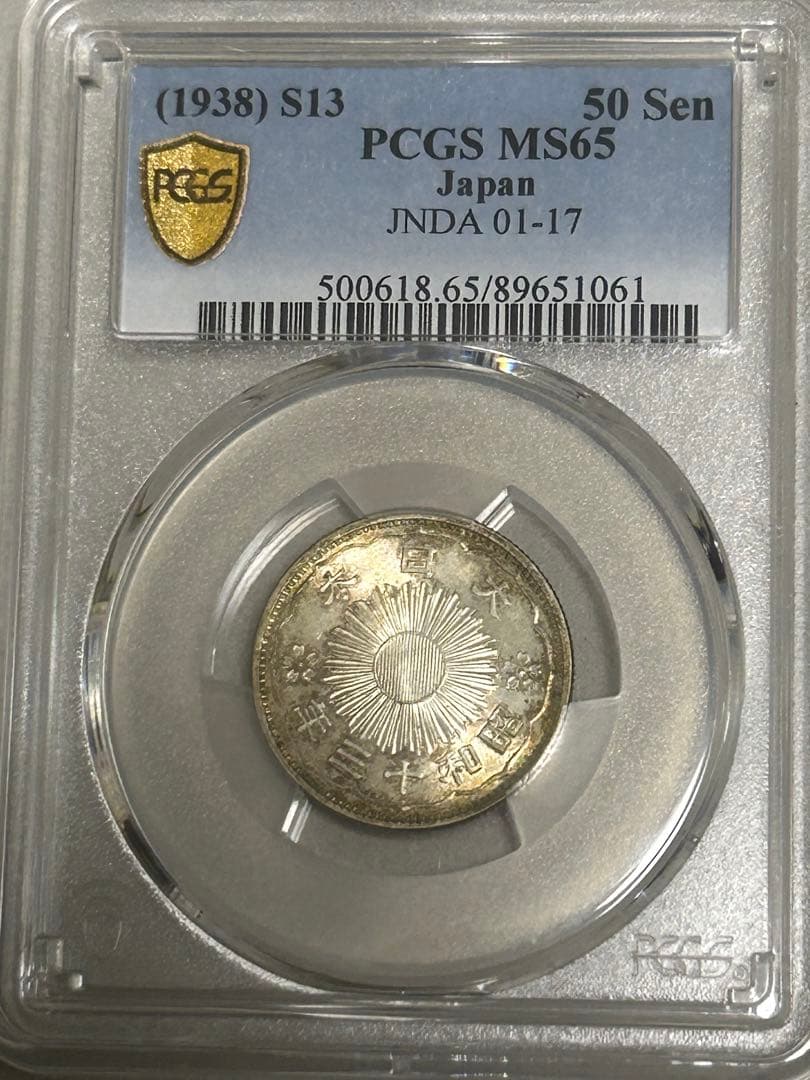 (1938) S13 50 Sen
PCGS MS65
Japan
JNDA 01-17
PCGS
500618.65/89651061
大日本
昭和十三年
PCGS